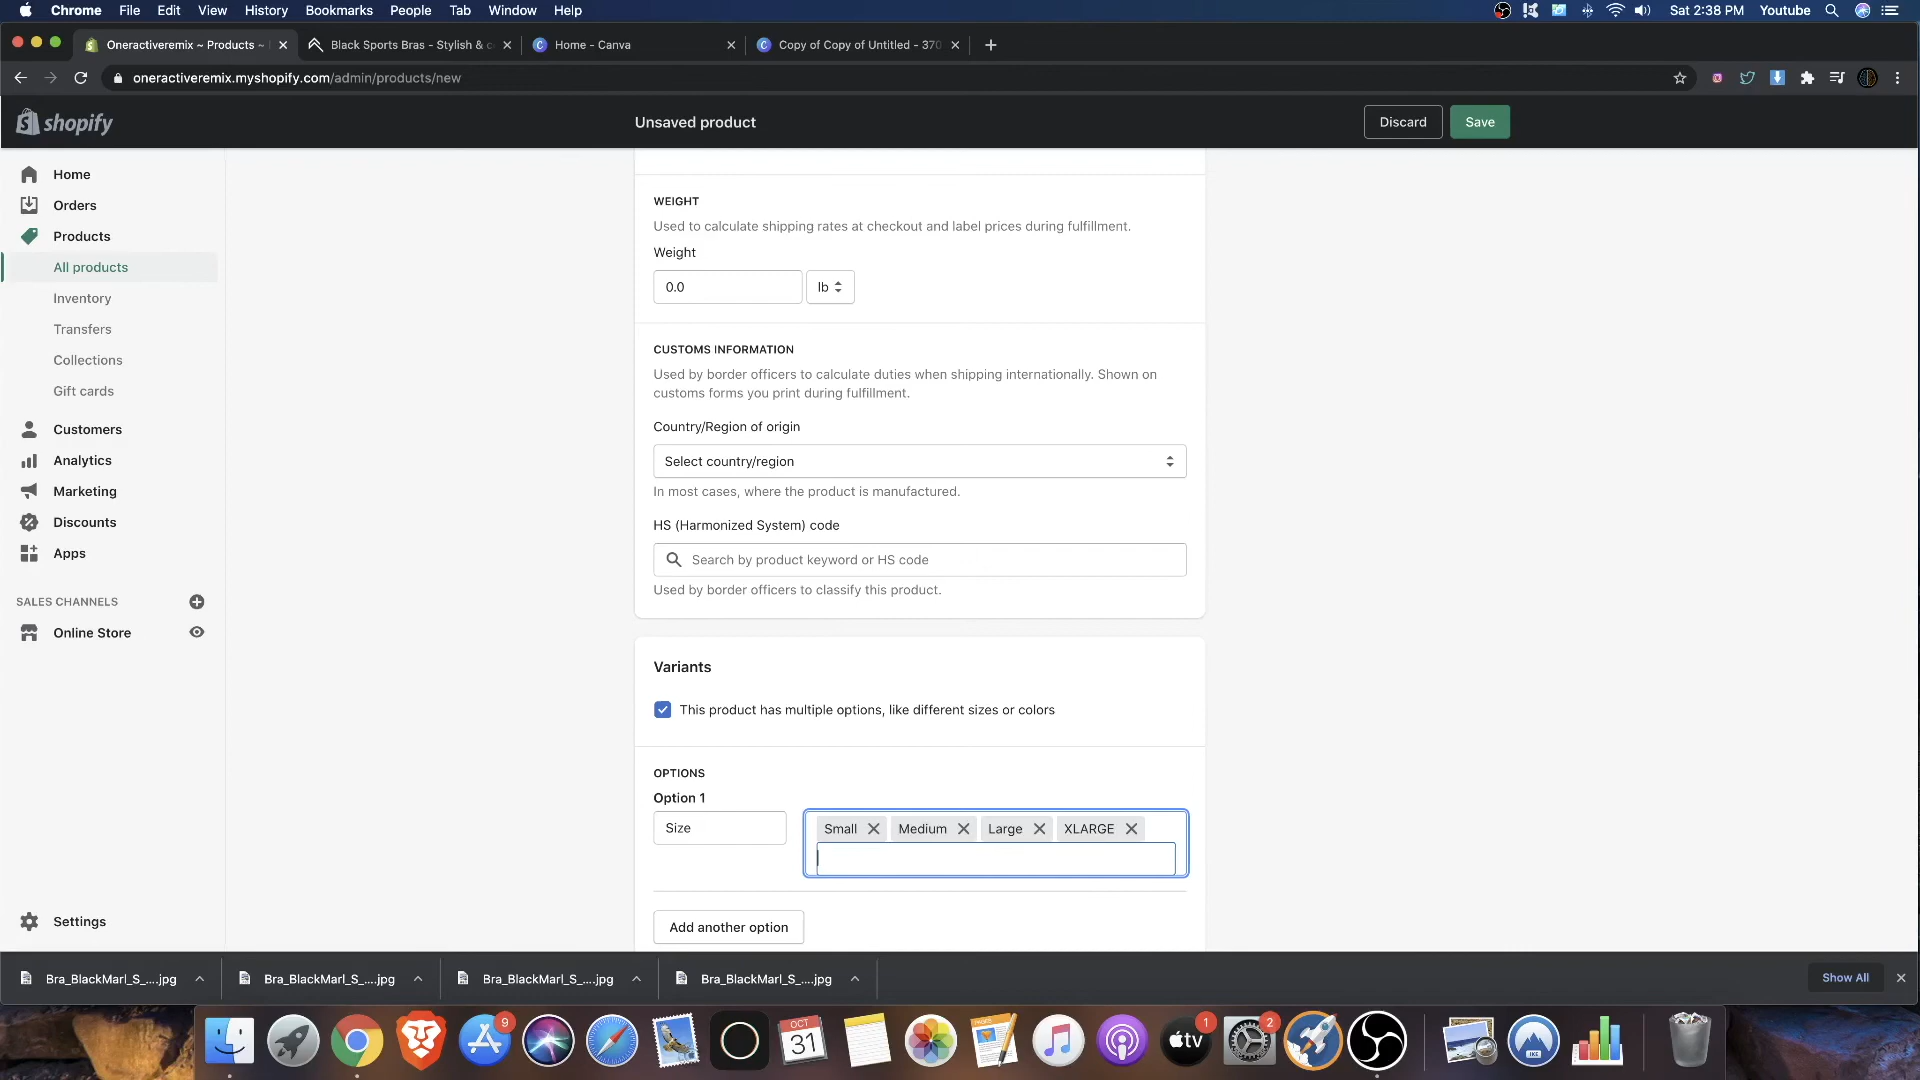 Chrome File Edit View History Bookmarks People Tab Window Help
Sat 2:38 PM Youtube
Oneractiveremix ~ Products ~
Black Sports Bras - Stylish & c
Home - Canva
Copy of Copy of Untitled - 370
oneractiveremix.myshopify.com/admin/products/new
shopify
Unsaved product
Discard
Save
Home
Orders
Products
All products
Inventory
Transfers
Collections
Gift cards
Customers
Analytics
Marketing
Discounts
Apps
SALES CHANNELS
Online Store
Settings
WEIGHT
Used to calculate shipping rates at checkout and label prices during fulfillment.
Weight
0.0 lb
CUSTOMS INFORMATION
Used by border officers to calculate duties when shipping internationally. Shown on
customs forms you print during fulfillment.
Country/Region of origin
Select country/region
In most cases, where the product is manufactured.
HS (Harmonized System) code
Search by product keyword or HS code
Used by border officers to classify this product.
Variants
This product has multiple options, like different sizes or colors
OPTIONS
Option 1
Size
Small Medium Large XLARGE
Add another option
Bra_BlackMarl_S_....jpg
Bra_BlackMarl_S_....jpg
Bra_BlackMarl_S_....jpg
Bra_BlackMarl_S_....jpg
Show All
9
OCT
31
tv
1
2